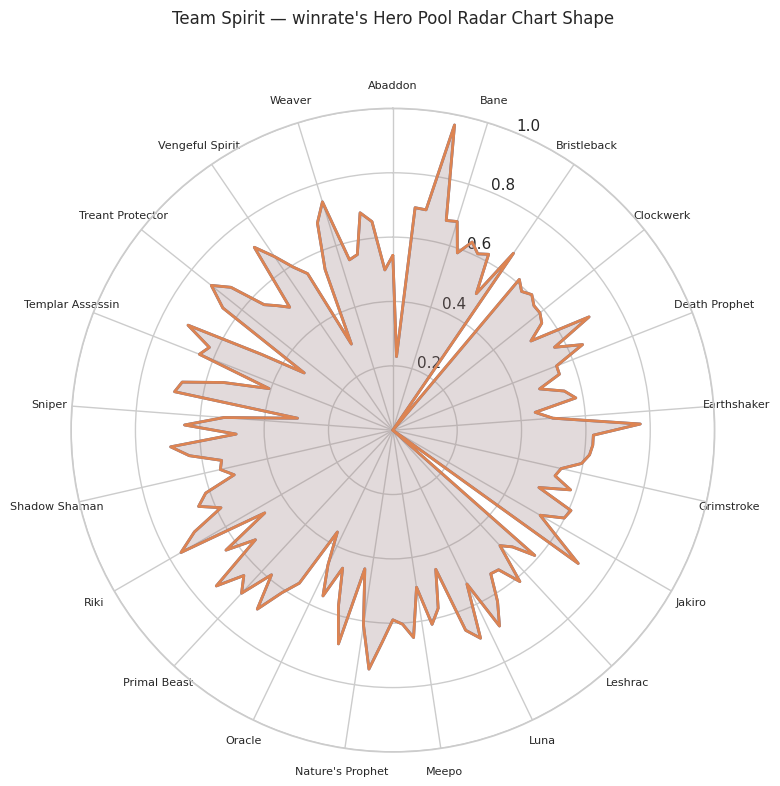 Team Spirit — winrate's Hero Pool Radar Chart Shape
Abaddon
Bane
Bristleback
Clockwerk
Death Prophet
Earthshaker
Grimstroke
Jakiro
Leshrac
Luna
Meepo
Nature's Prophet
Oracle
Primal Beast
Riki
Shadow Shaman
Sniper
Templar Assassin
Treant Protector
Vengeful Spirit
Weaver
0.2
0.4
0.6
0.8
1.0